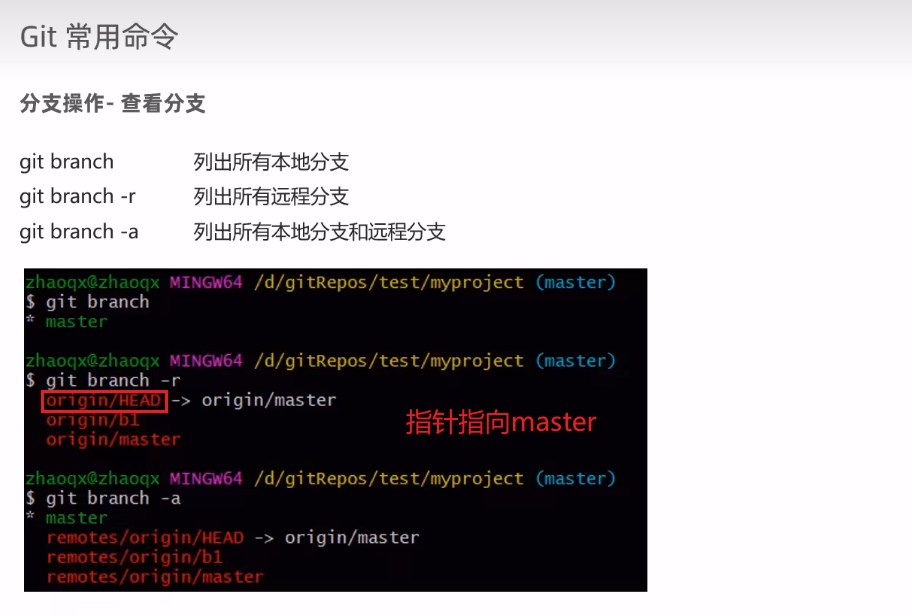 Git 常用命令
分支操作- 查看分支
git branch 列出所有本地分支
git branch -r 列出所有远程分支
git branch -a 列出所有本地分支和远程分支
zhaoqx@zhaoqx MINGW64 /d/gitRepos/test/myproject (master)
$ git branch
* master
zhaoqx@zhaoqx MINGW64 /d/gitRepos/test/myproject (master)
$ git branch -r
origin/HEAD -> origin/master
origin/b1
指针指向master
origin/master
zhaoqx@zhaoqx MINGW64 /d/gitRepos/test/myproject (master)
$ git branch -a
* master
remotes/origin/HEAD -> origin/master
remotes/origin/b1
remotes/origin/master